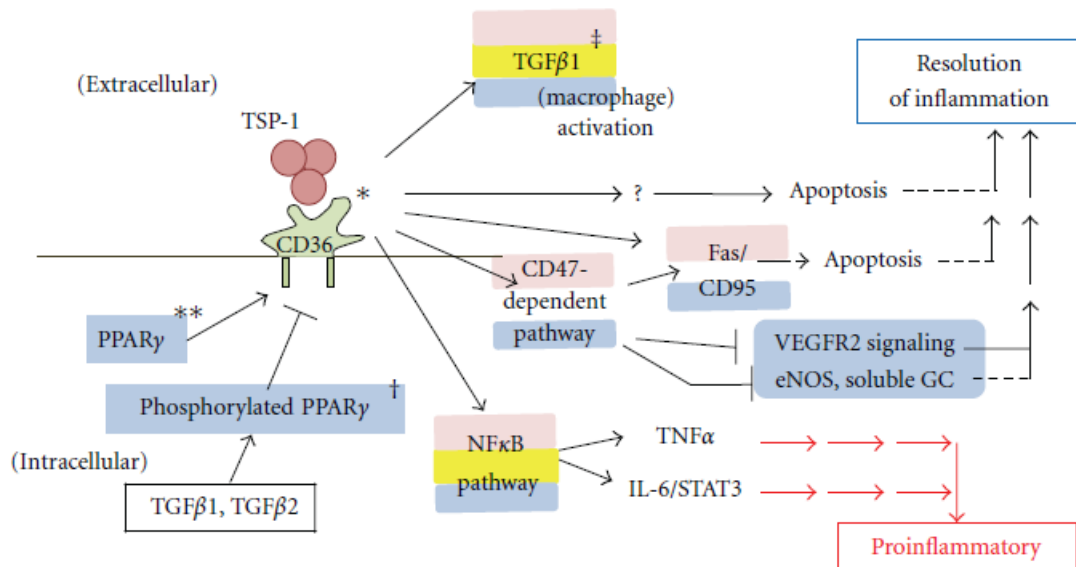 ‡
TGFβ1
(Extracellular)
(macrophage)
activation
Resolution
of inflammation
TSP-1
*
?
Apoptosis
CD36
CD47-
dependent
pathway
Fas/
CD95
Apoptosis
**
PPARγ
VEGFR2 signaling
eNOS, soluble GC
†
Phosphorylated PPARγ
NFκB
pathway
TNFα
IL-6/STAT3
(Intracellular)
TGFβ1, TGFβ2
Proinflammatory